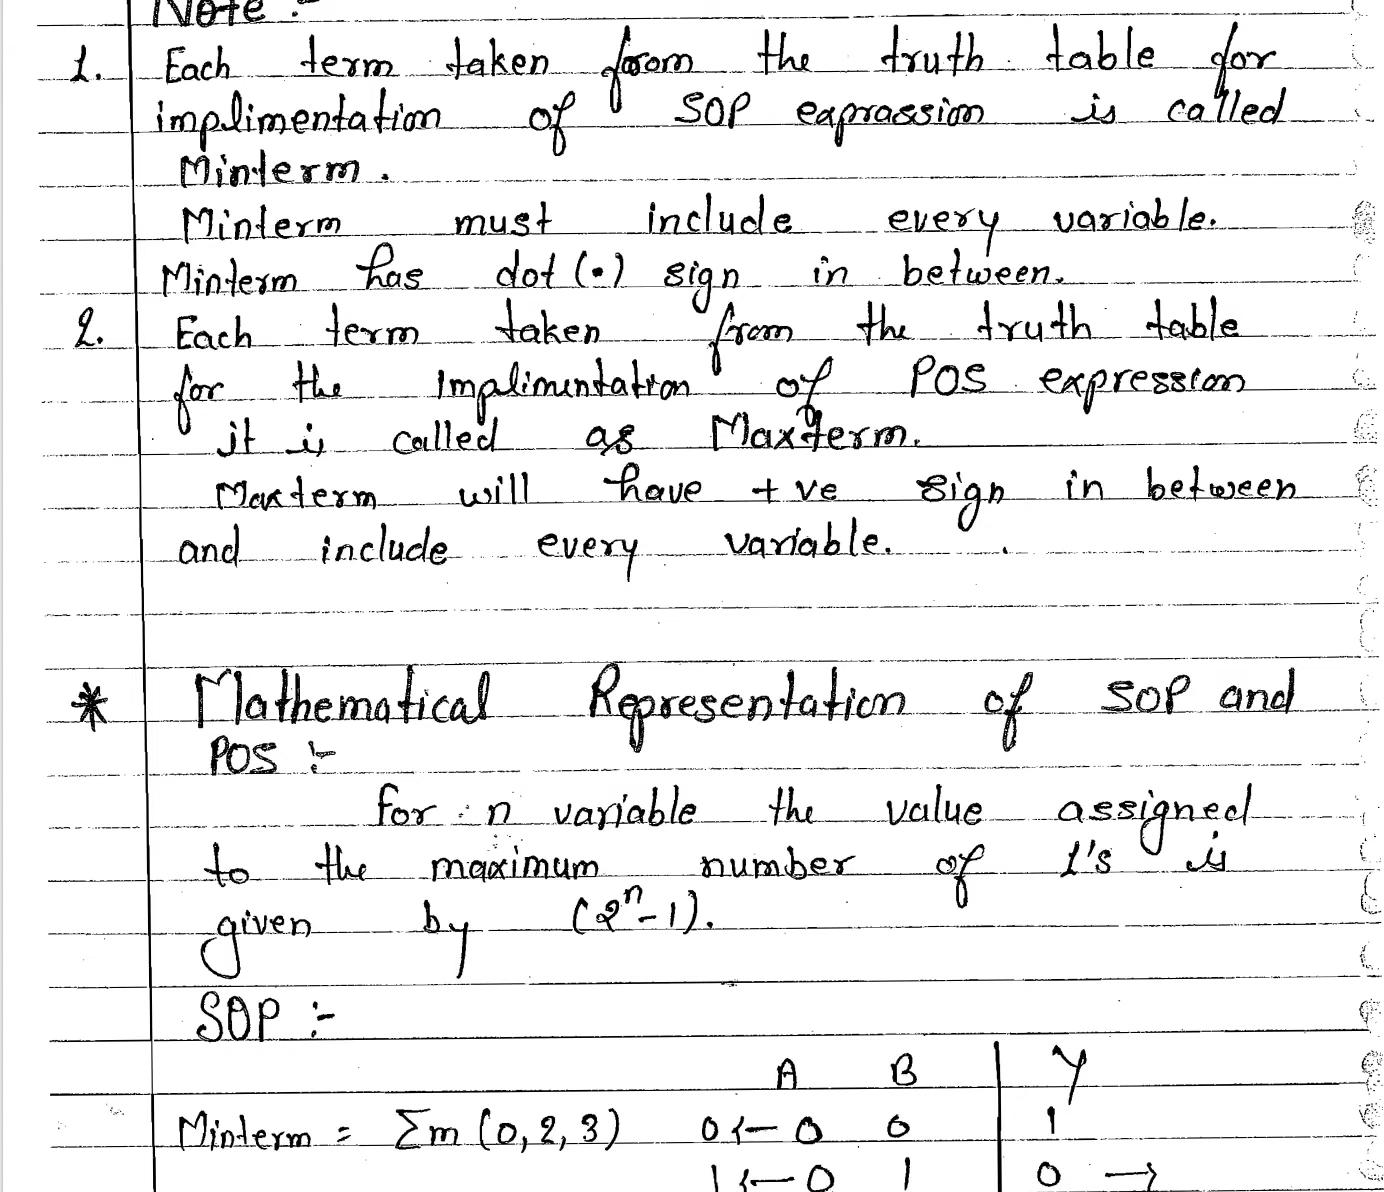 Note :-
1. Each term taken from the truth table for
implimentation of SOP expraession is called
Minterm.
Minterm must include every variable.
Minterm has dot (•) sign in between.
2. Each term taken from the truth table
for the Implimentation of POS expression
it is called as Maxterm.
Maxterm will have +ve sign in between
and include every variable.
* Mathematical Representation of SOP and
POS :-
for n variable the value assigned
to the maximum number of 1's is
given by (2ⁿ-1).
SOP :-
A B | Y
Minterm = Σm (0,2,3) 0 ← 0 0 | 1
1 ← 0 1 | 0 →